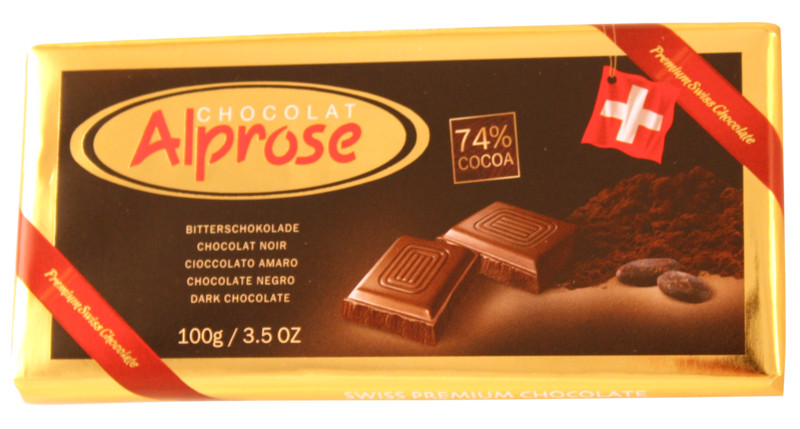 CHOCOLAT
Alprose
74%
COCOA
Premium Swiss Chocolate
BITTERSCHOKOLADE
CHOCOLAT NOIR
CIOCCOLATO AMARO
CHOCOLATE NEGRO
DARK CHOCOLATE
100g / 3.5 OZ
Premium Swiss Chocolate
SWISS PREMIUM CHOCOLATE